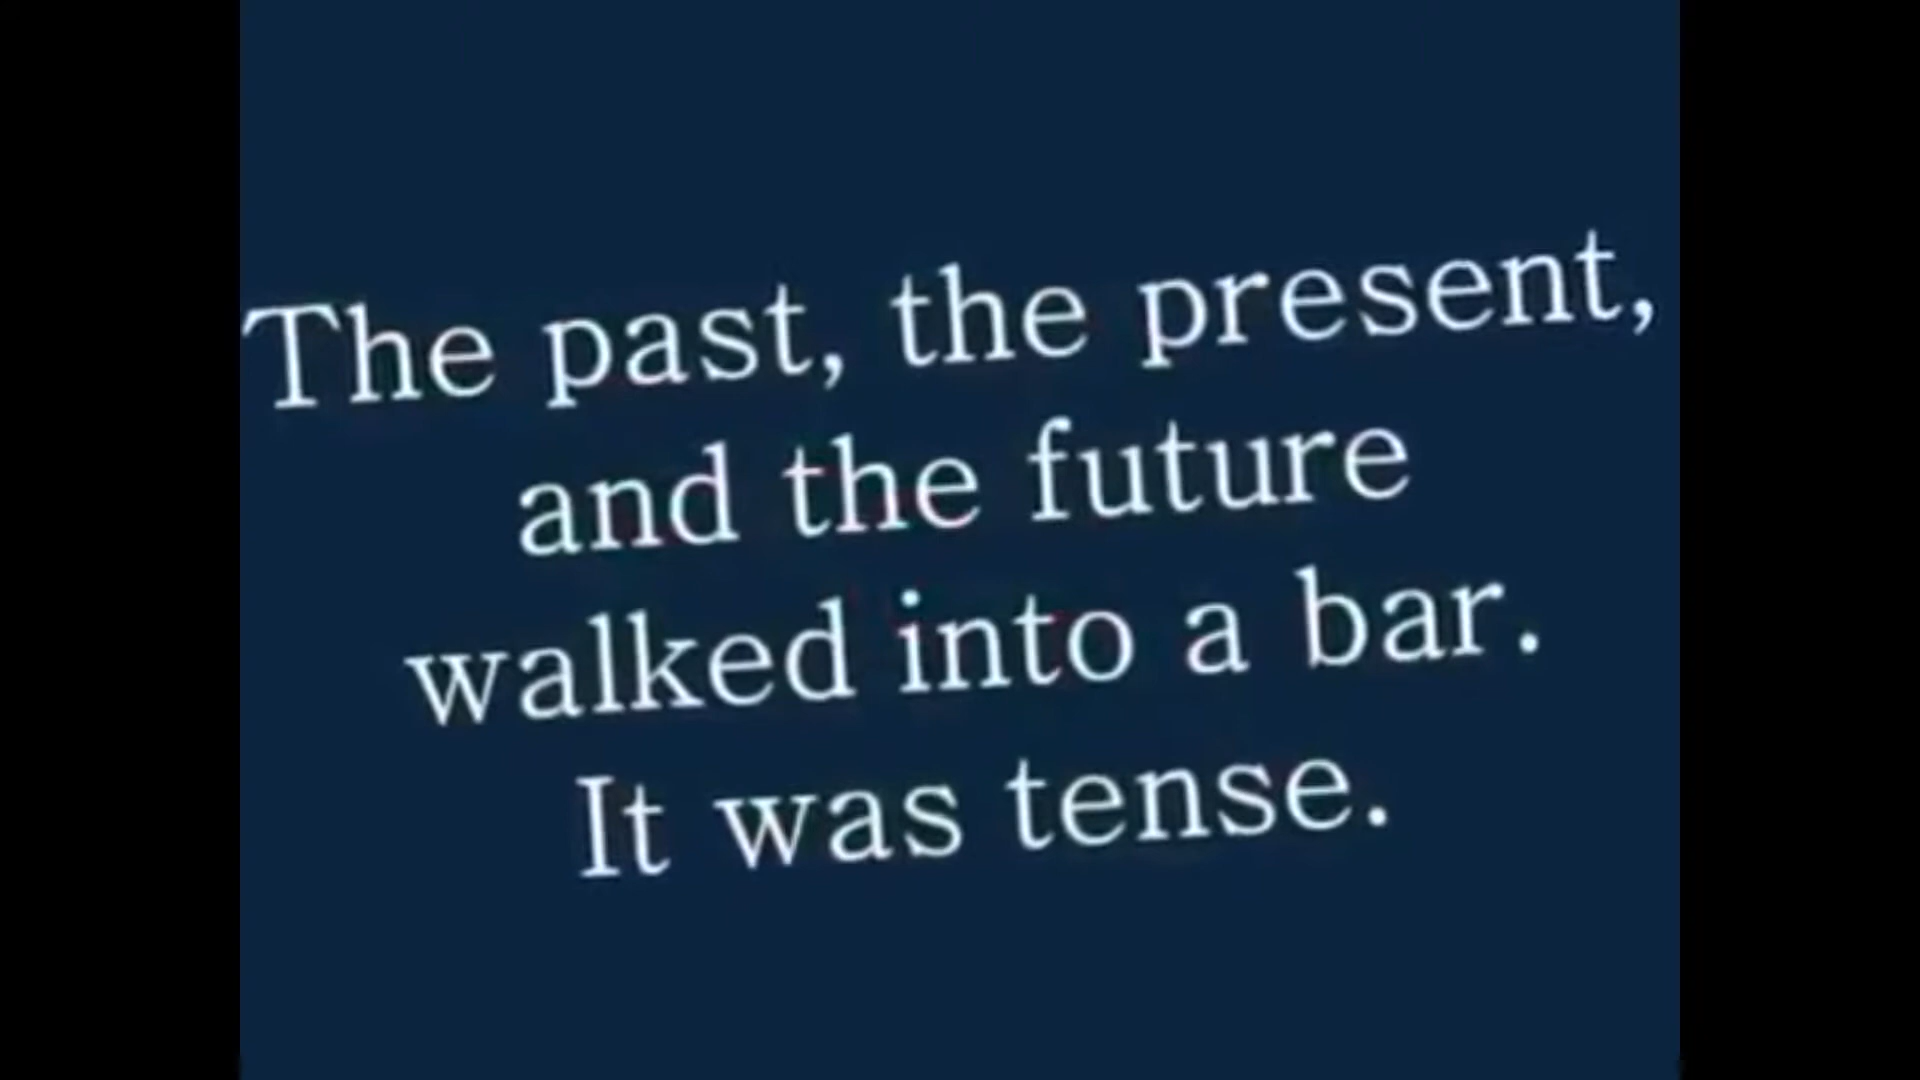 The past, the present,
and the future
walked into a bar.
It was tense.